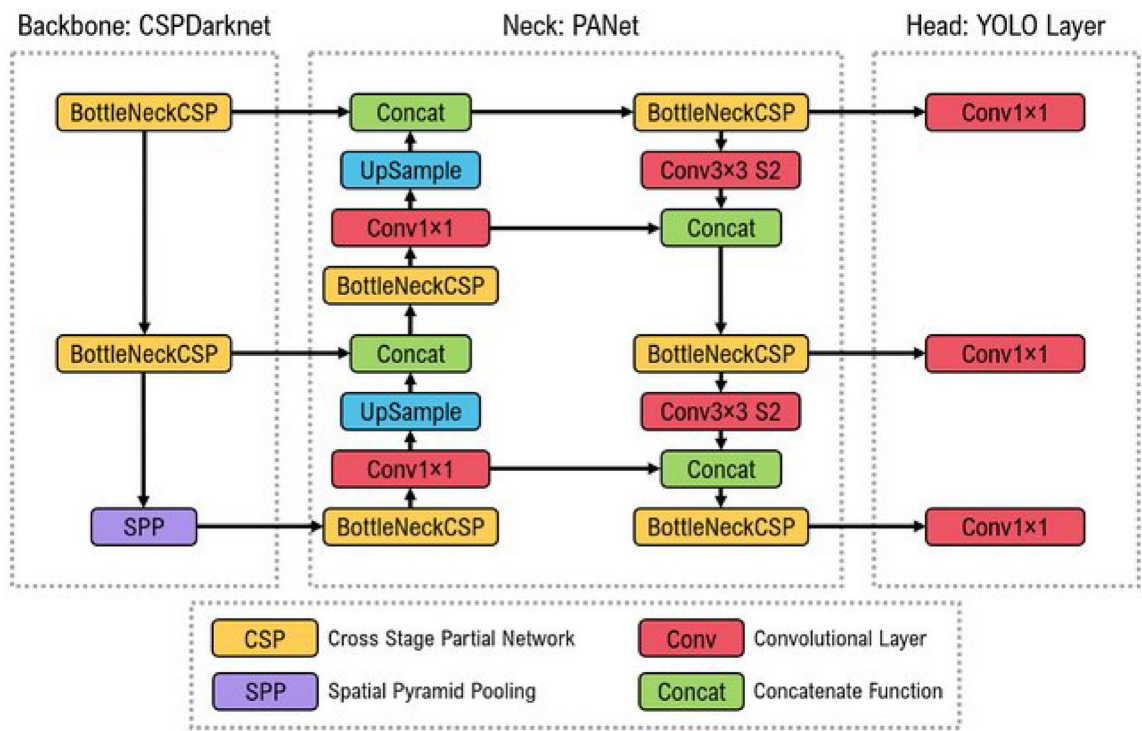 Backbone: CSPDarknet
Neck: PANet
Head: YOLO Layer
BottleNeckCSP
Concat
BottleNeckCSP
Conv1×1
UpSample
Conv3×3 S2
Conv1×1
Concat
BottleNeckCSP
BottleNeckCSP
Concat
BottleNeckCSP
Conv1×1
UpSample
Conv3×3 S2
Conv1×1
Concat
SPP
BottleNeckCSP
BottleNeckCSP
Conv1×1
CSP
Cross Stage Partial Network
Conv
Convolutional Layer
SPP
Spatial Pyramid Pooling
Concat
Concatenate Function